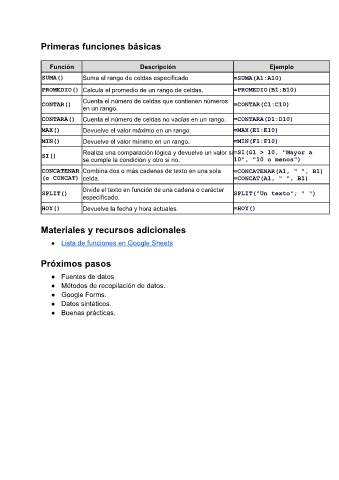 Primeras funciones básicas
Función Descripción Ejemplo
SUMA() Suma el rango de celdas especificado =SUMA(A1:A10)
PROMEDIO() Calcula el promedio de un rango de celdas. =PROMEDIO(B1:B10)
CONTAR() Cuenta el número de celdas que contienen números
en un rango. =CONTAR(C1:C10)
CONTARA() Cuenta el número de celdas no vacías en un rango. =CONTARA(D1:D10)
MAX() Devuelve el valor máximo en un rango. =MAX(E1:E10)
MIN() Devuelve el valor mínimo en un rango. =MIN(F1:F10)
SI() Realiza una comparación lógica y devuelve un valor si =SI(G1 > 10, "Mayor a
se cumple la condición y otro si no. 10", "10 o menos")
CONCATENAR Combina dos o más cadenas de texto en una sola =CONCATENAR(A1, " ", B1)
(o CONCAT) celda. =CONCAT(A1, " ", B1)
SPLIT() Divide el texto en función de una cadena o carácter
específicado. SPLIT("Un texto"; " ")
HOY() Devuelve la fecha y hora actuales. =HOY()
Materiales y recursos adicionales
● Lista de funciones en Google Sheets
Próximos pasos
● Fuentes de datos
● Métodos de recopilación de datos.
● Google Forms.
● Datos sintéticos.
● Buenas prácticas.